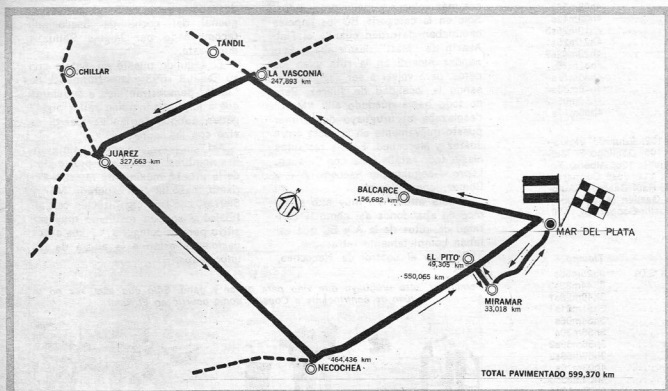 TANDIL
CHILLAR
LA VASCONIA
247,893 km
JUAREZ
327,663 km
BALCARCE
156,682 km
MAR DEL PLATA
EL PITO
49,305 km
550,065 km
MIRAMAR
33,018 km
464,436 km
NECOCHEA
TOTAL PAVIMENTADO 599,370 km